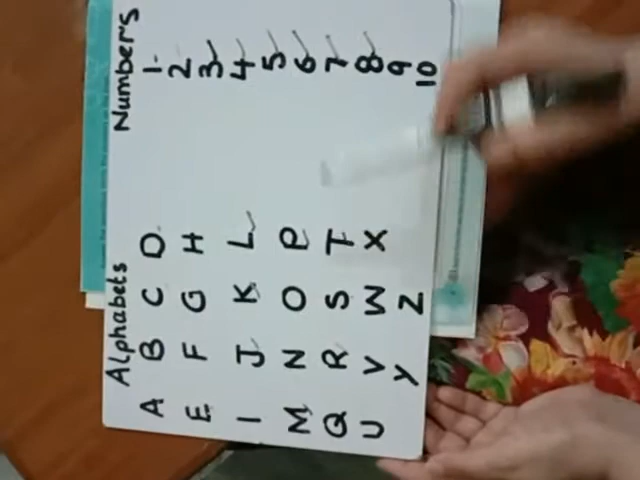 Alphabets Numbers
A B C D 1
E F G H 2
I J K L 3
M N O P 4
Q R S T 5
U V W X 6
Y Z 7
8
9
10